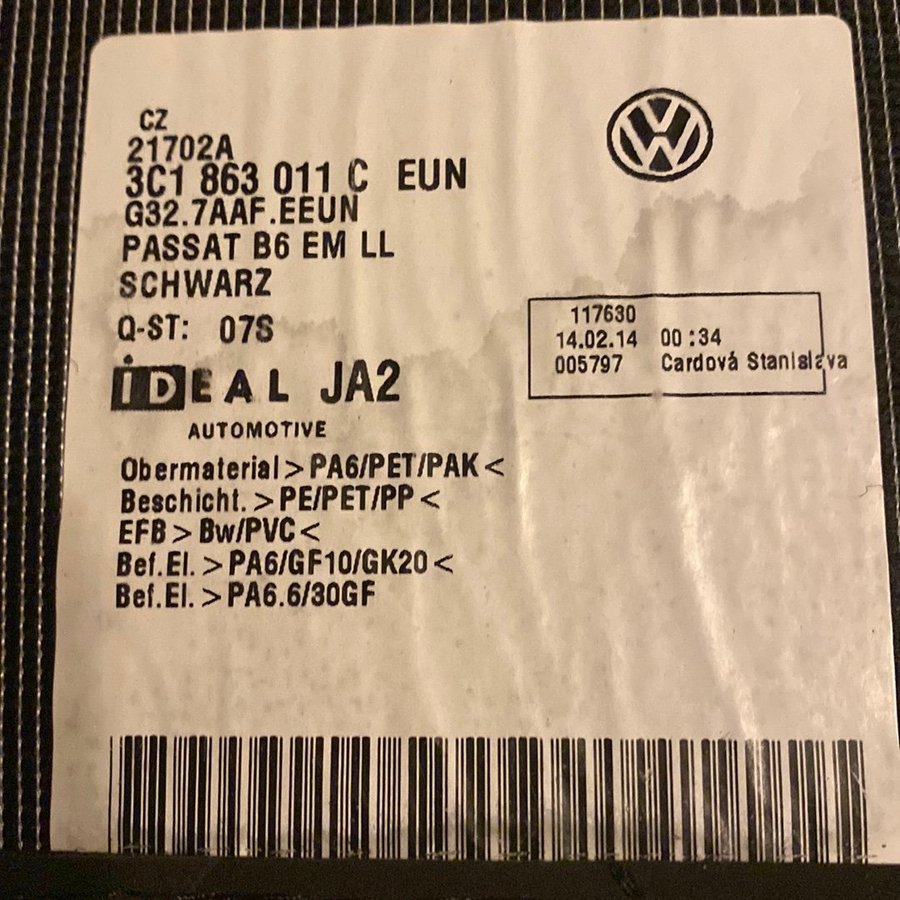 CZ
21702A
3C1 863 011 C EUN
G32.7AAF.EEUN
PASSAT B6 EM LL
SCHWARZ
Q-ST: 07S
iDEAL JA2
AUTOMOTIVE
VW
117630
14.02.14 00:34
005797 Cardová Stanislava
Obermaterial>PA6/PET/PAK<
Beschicht.>PE/PET/PP<
EFB>Bw/PVC<
Bef.El.>PA6/GF10/GK20<
Bef.El.>PA6.6/30GF